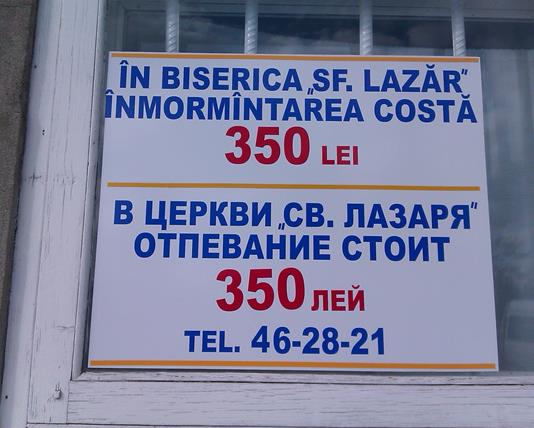 ÎN BISERICA „SF. LAZĂR"
ÎNMORMÎNTAREA COSTĂ
350 LEI
В ЦЕРКВИ „СВ. ЛАЗАРЯ"
ОТПЕВАНИЕ СТОИТ
350 ЛЕЙ
TEL. 46-28-21